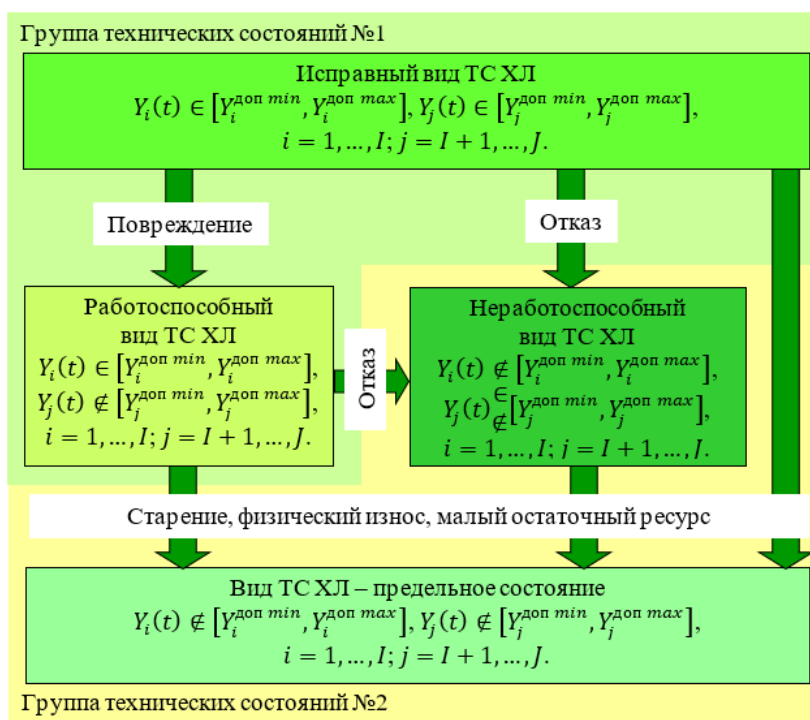 Группа технических состояний №1
Исправный вид ТС ХЛ
Y_i(t) ∈ [Y_i^{доп min}, Y_i^{доп max}], Y_j(t) ∈ [Y_j^{доп min}, Y_j^{доп max}],
i = 1, …, I; j = I + 1, …, J.
Повреждение
Отказ
Работоспособный
вид ТС ХЛ
Y_i(t) ∈ [Y_i^{доп min}, Y_i^{доп max}],
Y_j(t) ∉ [Y_j^{доп min}, Y_j^{доп max}],
i = 1, …, I; j = I + 1, …, J.
Отказ
Неработоспособный
вид ТС ХЛ
Y_i(t) ∉ [Y_i^{доп min}, Y_i^{доп max}],
Y_j(t) ∈∉ [Y_j^{доп min}, Y_j^{доп max}],
i = 1, …, I; j = I + 1, …, J.
Старение, физический износ, малый остаточный ресурс
Вид ТС ХЛ – предельное состояние
Y_i(t) ∉ [Y_i^{доп min}, Y_i^{доп max}], Y_j(t) ∉ [Y_j^{доп min}, Y_j^{доп max}],
i = 1, …, I; j = I + 1, …, J.
Группа технических состояний №2